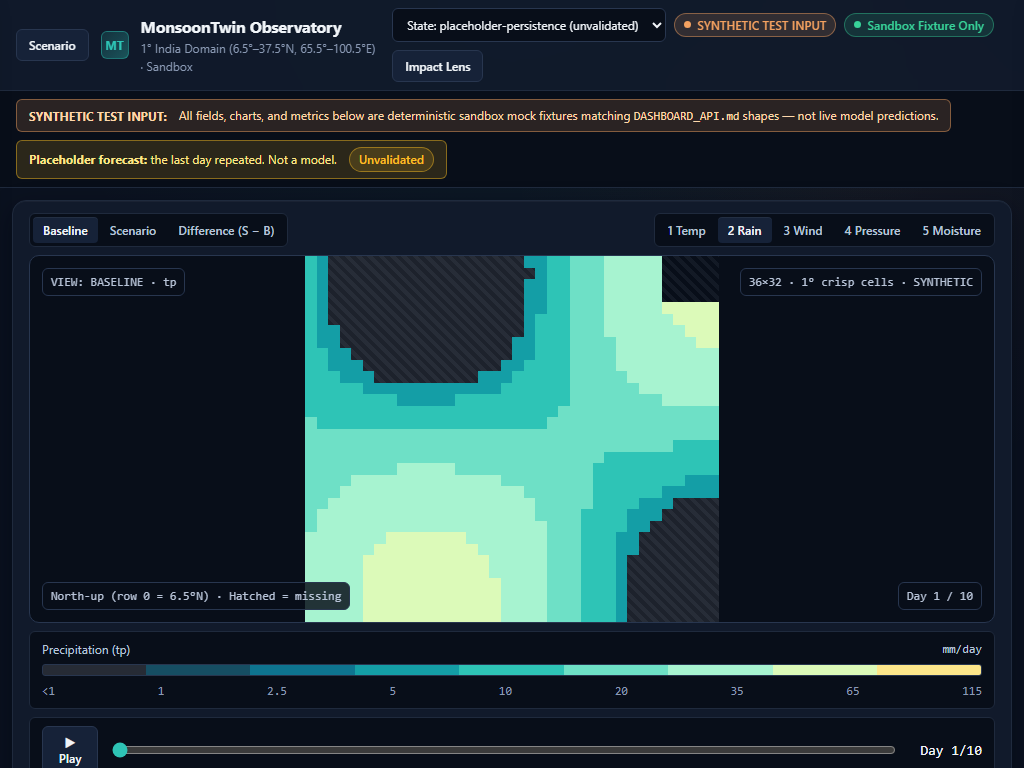 Scenario
MT
MonsoonTwin Observatory
1° India Domain (6.5°–37.5°N, 65.5°–100.5°E)
· Sandbox
State: placeholder-persistence (unvalidated)
SYNTHETIC TEST INPUT
Sandbox Fixture Only
Impact Lens
SYNTHETIC TEST INPUT: All fields, charts, and metrics below are deterministic sandbox mock fixtures matching DASHBOARD_API.md shapes — not live model predictions.
Placeholder forecast: the last day repeated. Not a model. Unvalidated
Baseline Scenario Difference (S − B)
1 Temp 2 Rain 3 Wind 4 Pressure 5 Moisture
VIEW: BASELINE · tp
36×32 · 1° crisp cells · SYNTHETIC
North-up (row 0 = 6.5°N) · Hatched = missing
Day 1 / 10
Precipitation (tp) mm/day
<1 1 2.5 5 10 20 35 65 115
▶
Play
Day 1/10